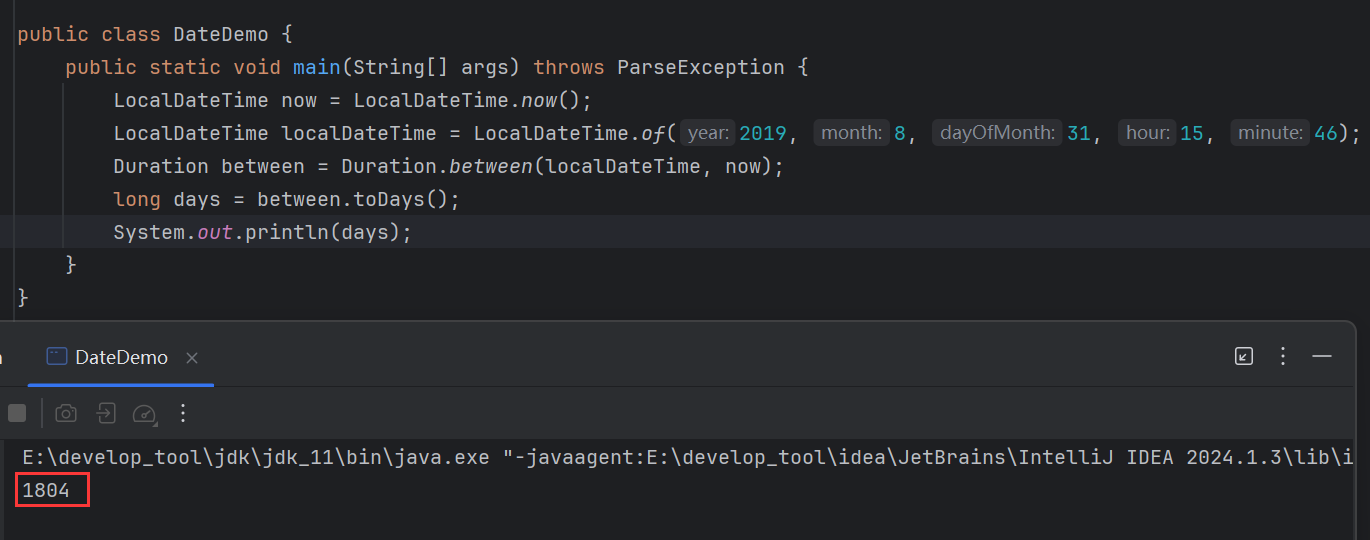 public class DateDemo {
public static void main(String[] args) throws ParseException {
LocalDateTime now = LocalDateTime.now();
LocalDateTime localDateTime = LocalDateTime.of( year: 2019, month: 8, dayOfMonth: 31, hour: 15, minute: 46);
Duration between = Duration.between(localDateTime, now);
long days = between.toDays();
System.out.println(days);
}
}
DateDemo
E:\develop_tool\jdk\jdk_11\bin\java.exe "-javaagent:E:\develop_tool\idea\JetBrains\IntelliJ IDEA 2024.1.3\lib\i
1804